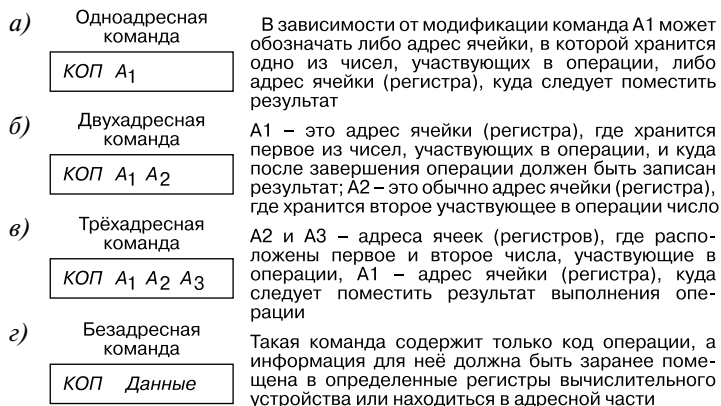 а) Одноадресная
команда
КОП А1
В зависимости от модификации команда А1 может
обозначать либо адрес ячейки, в которой хранится
одно из чисел, участвующих в операции, либо
адрес ячейки (регистра), куда следует поместить
результат
б) Двухадресная
команда
КОП А1 А2
А1 – это адрес ячейки (регистра), где хранится
первое из чисел, участвующих в операции, и куда
после завершения операции должен быть записан
результат; А2 – это обычно адрес ячейки (регистра),
где хранится второе участвующее в операции число
в) Трёхадресная
команда
КОП А1 А2 А3
А2 и А3 – адреса ячеек (регистров), где распо-
ложены первое и второе числа, участвующие в
операции, А1 – адрес ячейки (регистра), куда
следует поместить результат выполнения опе-
рации
г) Безадресная
команда
КОП Данные
Такая команда содержит только код операции, а
информация для неё должна быть заранее поме-
щена в определенные регистры вычислительного
устройства или находиться в адресной части